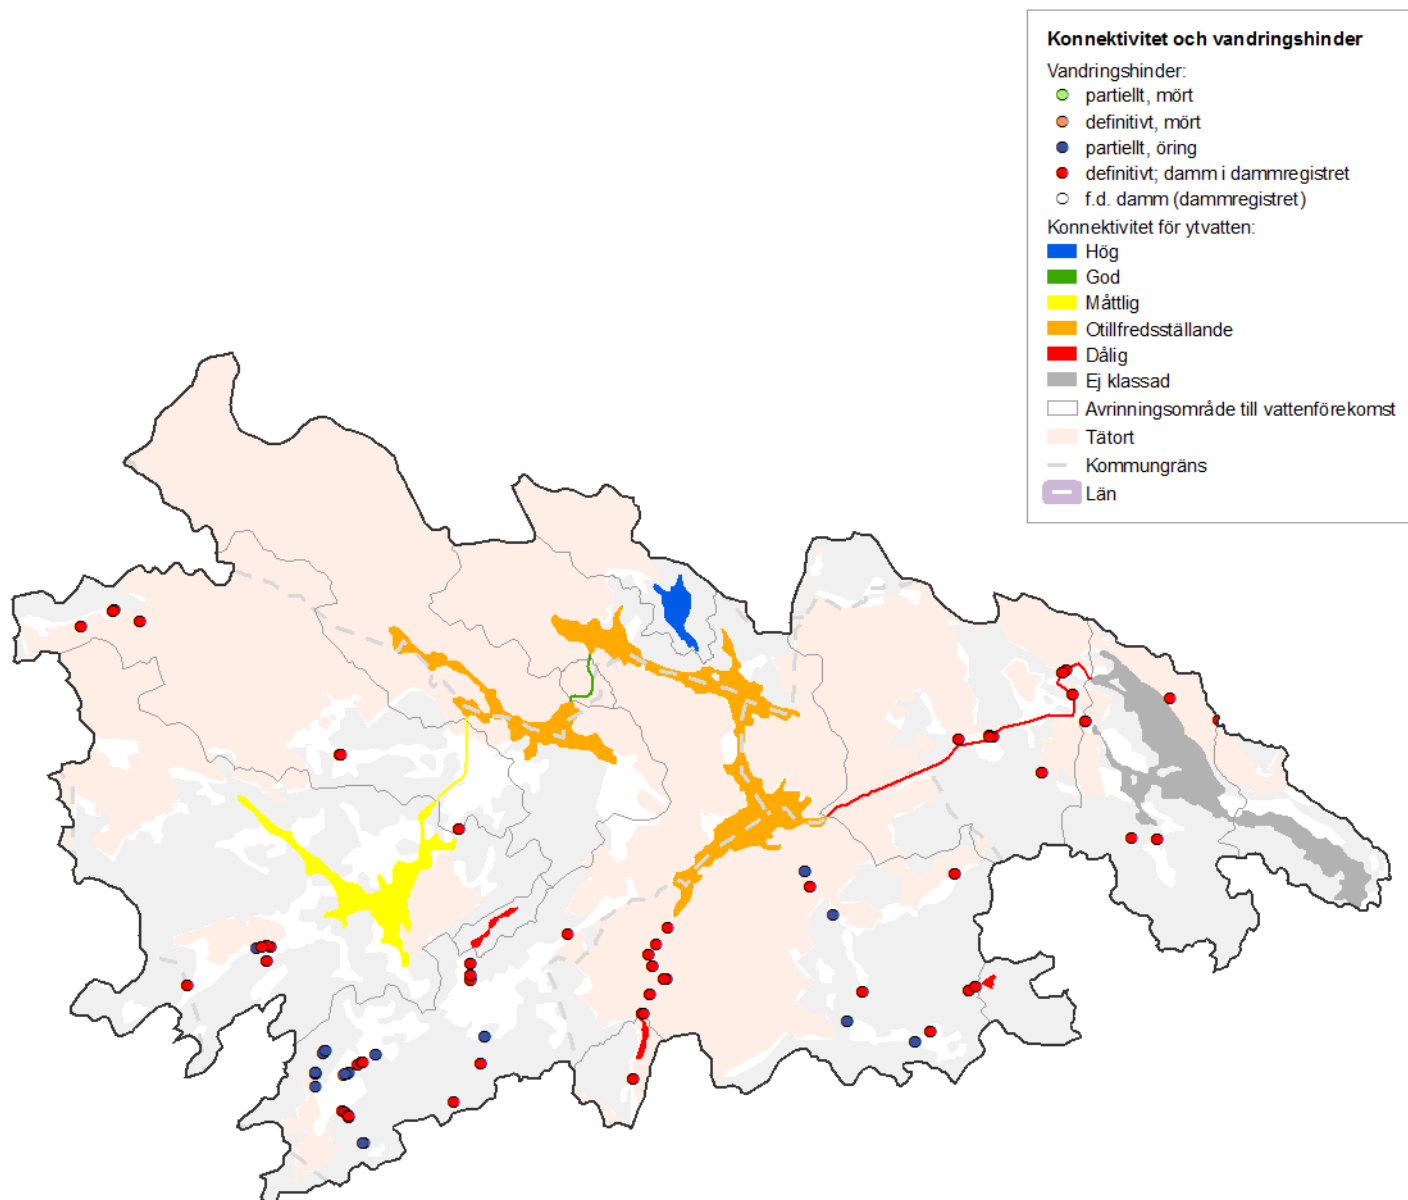 Konnektivitet och vandringshinder
Vandringshinder:
partiellt, mört
definitivt, mört
partiellt, öring
definitivt; damm i dammregistret
f.d. damm (dammregistret)
Konnektivitet för ytvatten:
Hög
God
Måttlig
Otillfredsställande
Dålig
Ej klassad
Avrinningsområde till vattenförekomst
Tätort
Kommungräns
Län